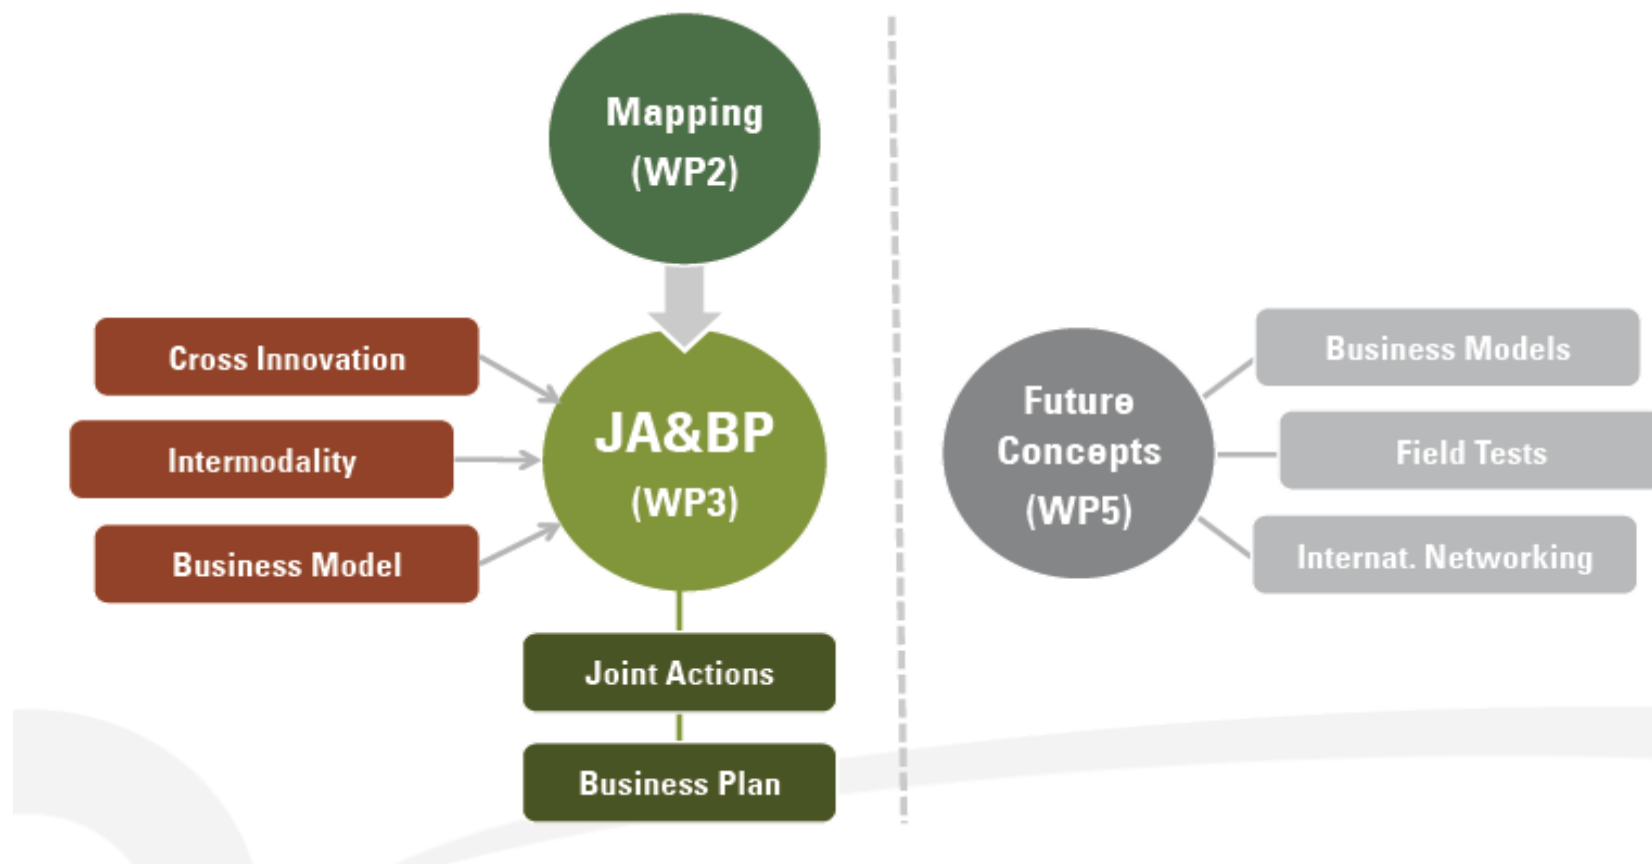 Mapping
(WP2)
Cross Innovation
Intermodality
Business Model
JA&BP
(WP3)
Joint Actions
Business Plan
Future
Concepts
(WP5)
Business Models
Field Tests
Internat. Networking